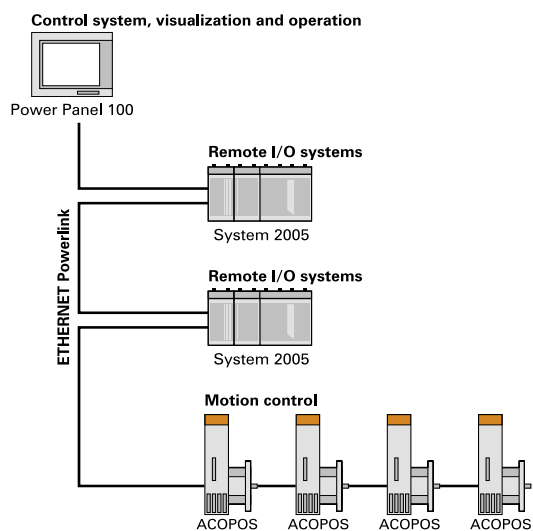 Control system, visualization and operation
Power Panel 100
Remote I/O systems
System 2005
ETHERNET Powerlink
Remote I/O systems
System 2005
Motion control
ACOPOS
ACOPOS
ACOPOS
ACOPOS